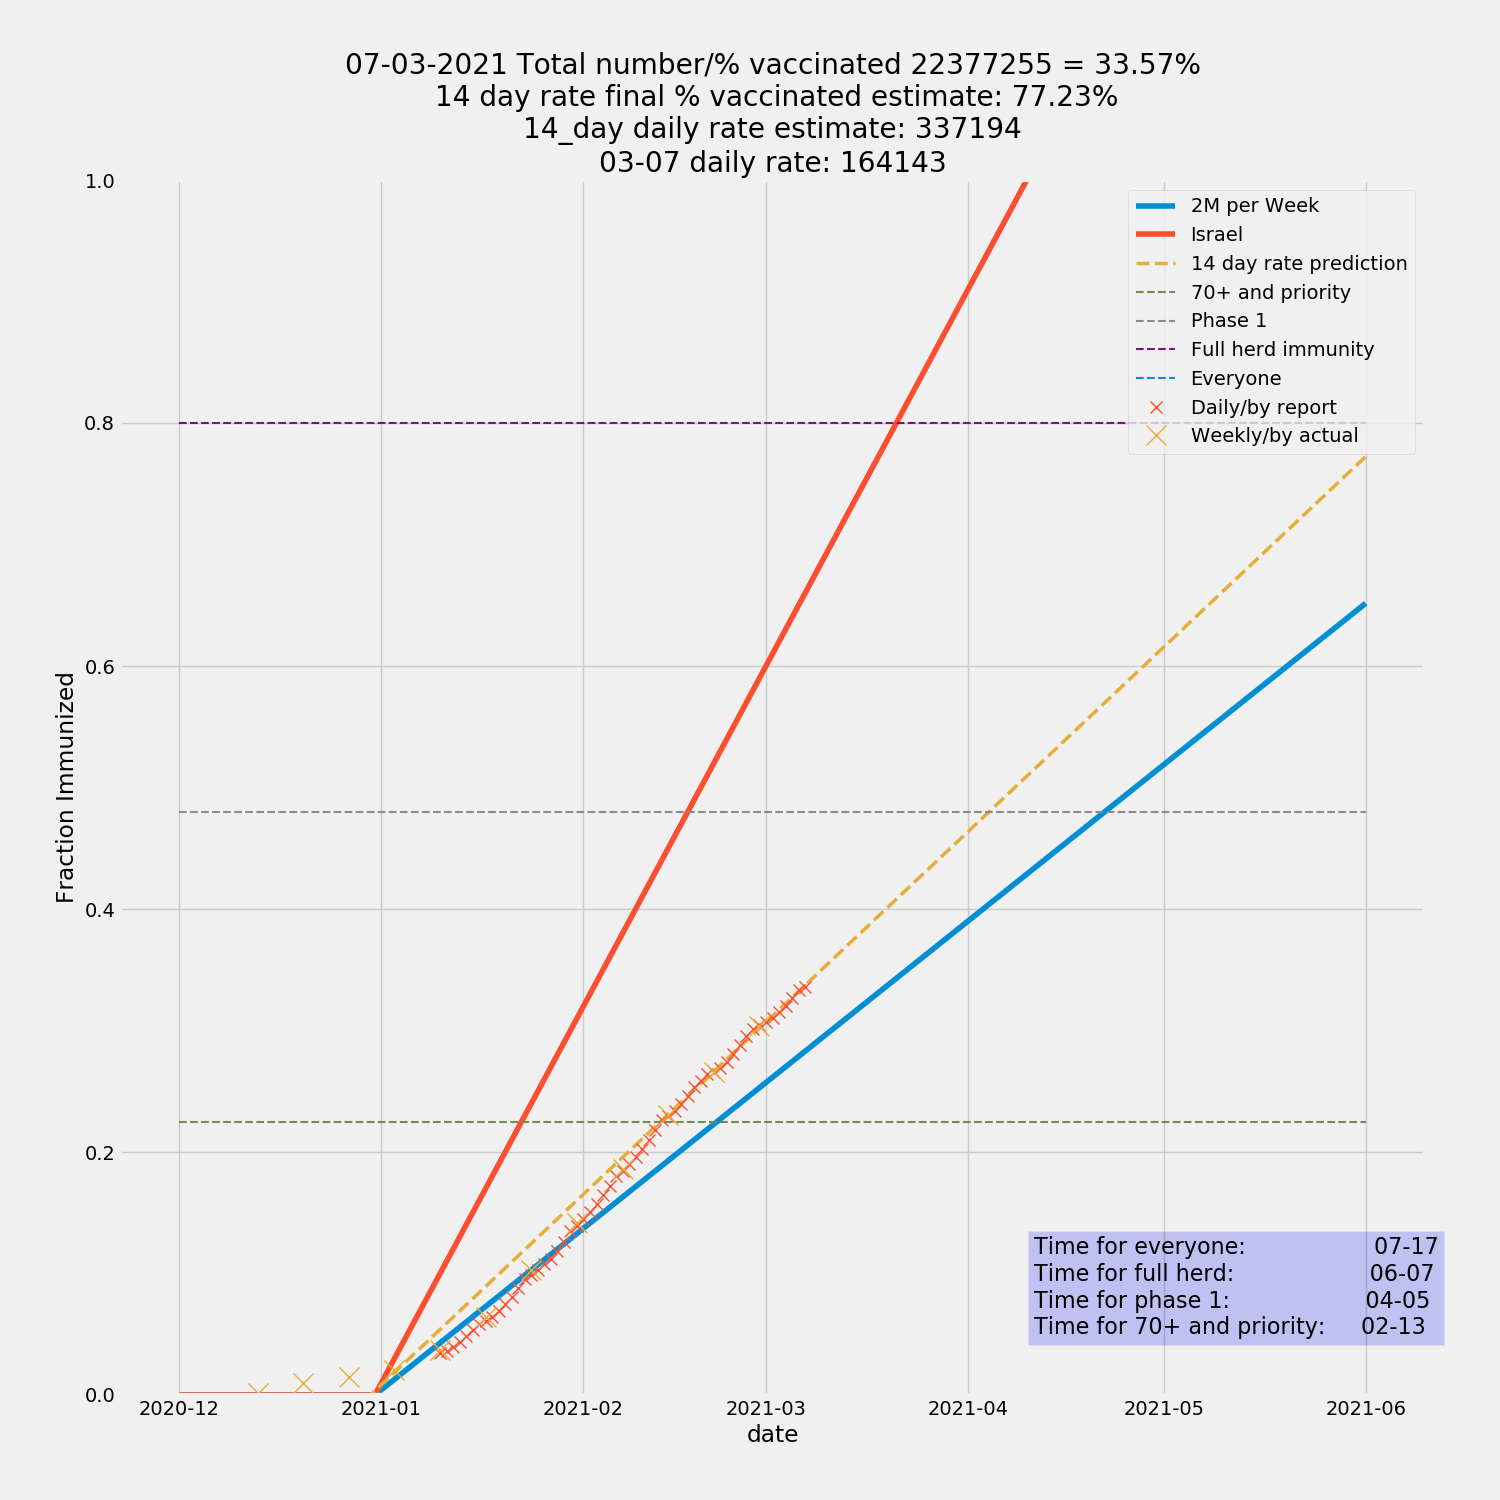 07-03-2021 Total number/% vaccinated 22377255 = 33.57%
14 day rate final % vaccinated estimate: 77.23%
14_day daily rate estimate: 337194
03-07 daily rate: 164143
1.0
0.8
0.6
0.4
0.2
0.0
Fraction Immunized
2M per Week
Israel
14 day rate prediction
70+ and priority
Phase 1
Full herd immunity
Everyone
Daily/by report
Weekly/by actual
Time for everyone: 07-17
Time for full herd: 06-07
Time for phase 1: 04-05
Time for 70+ and priority: 02-13
2020-12 2021-01 2021-02 2021-03 2021-04 2021-05 2021-06
date